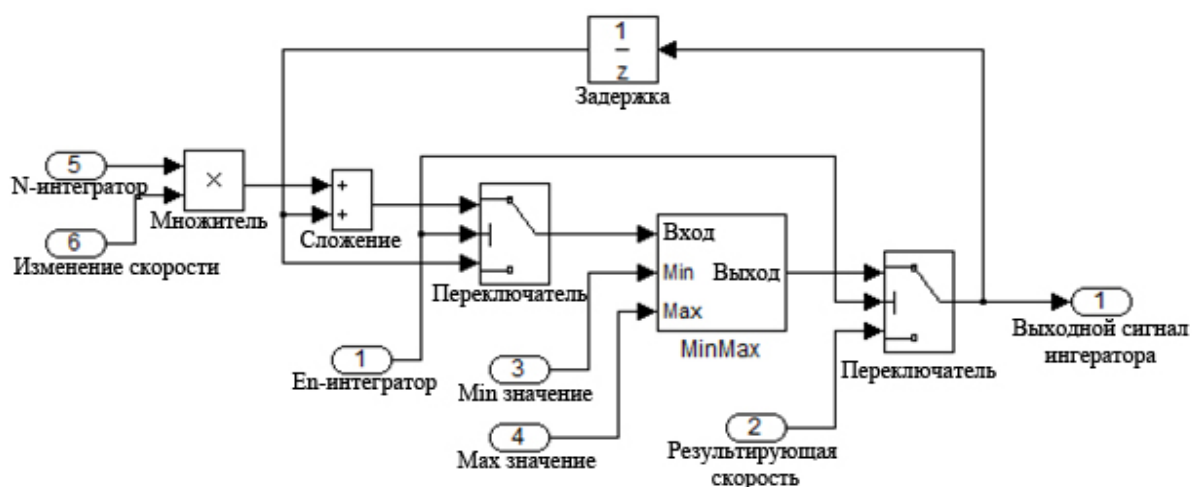 1
z
Задержка
5
N-интегратор
×
Множитель
6
Изменение скорости
+
+
Сложение
Переключатель
1
En-интегратор
Вход
Min
Max
Выход
MinMax
3
Min значение
4
Max значение
Переключатель
2
Результирующая
скорость
1
Выходной сигнал
ингератора